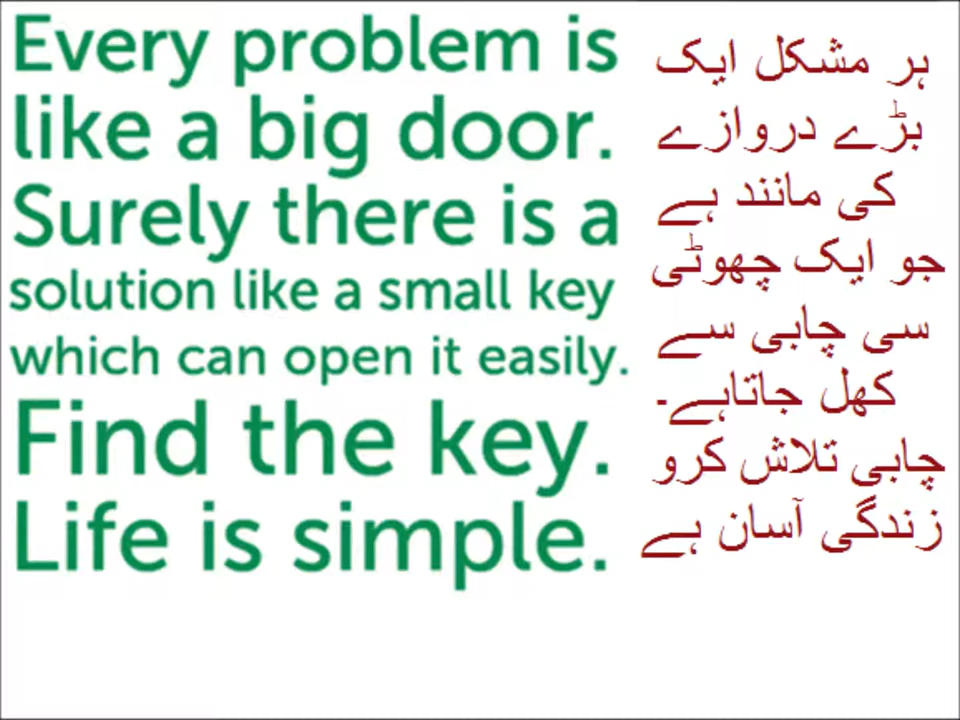 Every problem is
like a big door.
Surely there is a
solution like a small key
which can open it easily.
Find the key.
Life is simple.
ہر مشکل ایک
بڑے دروازے
کی مانند ہے
جو ایک چھوٹی
سی چابی سے
کھل جاتاہے۔
چابی تلاش کرو
زندگی آسان ہے